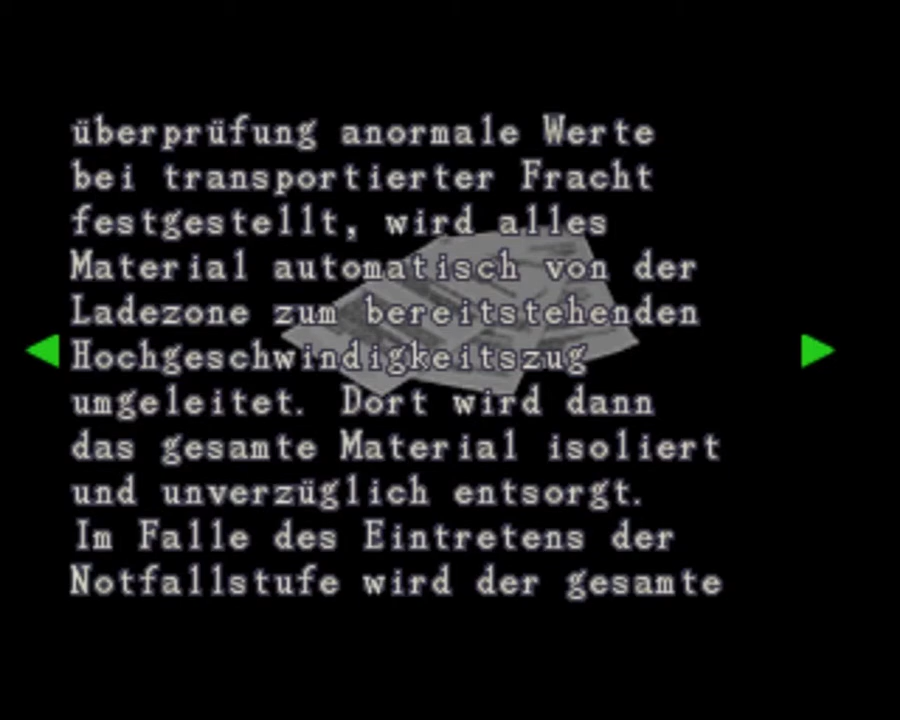 überprüfung anormale Werte
bei transportierter Fracht
festgestellt, wird alles
Material automatisch von der
Ladezone zum bereitstehenden
Hochgeschwindigkeitszug
umgeleitet. Dort wird dann
das gesamte Material isoliert
und unverzüglich entsorgt.
Im Falle des Eintretens der
Notfallstufe wird der gesamte